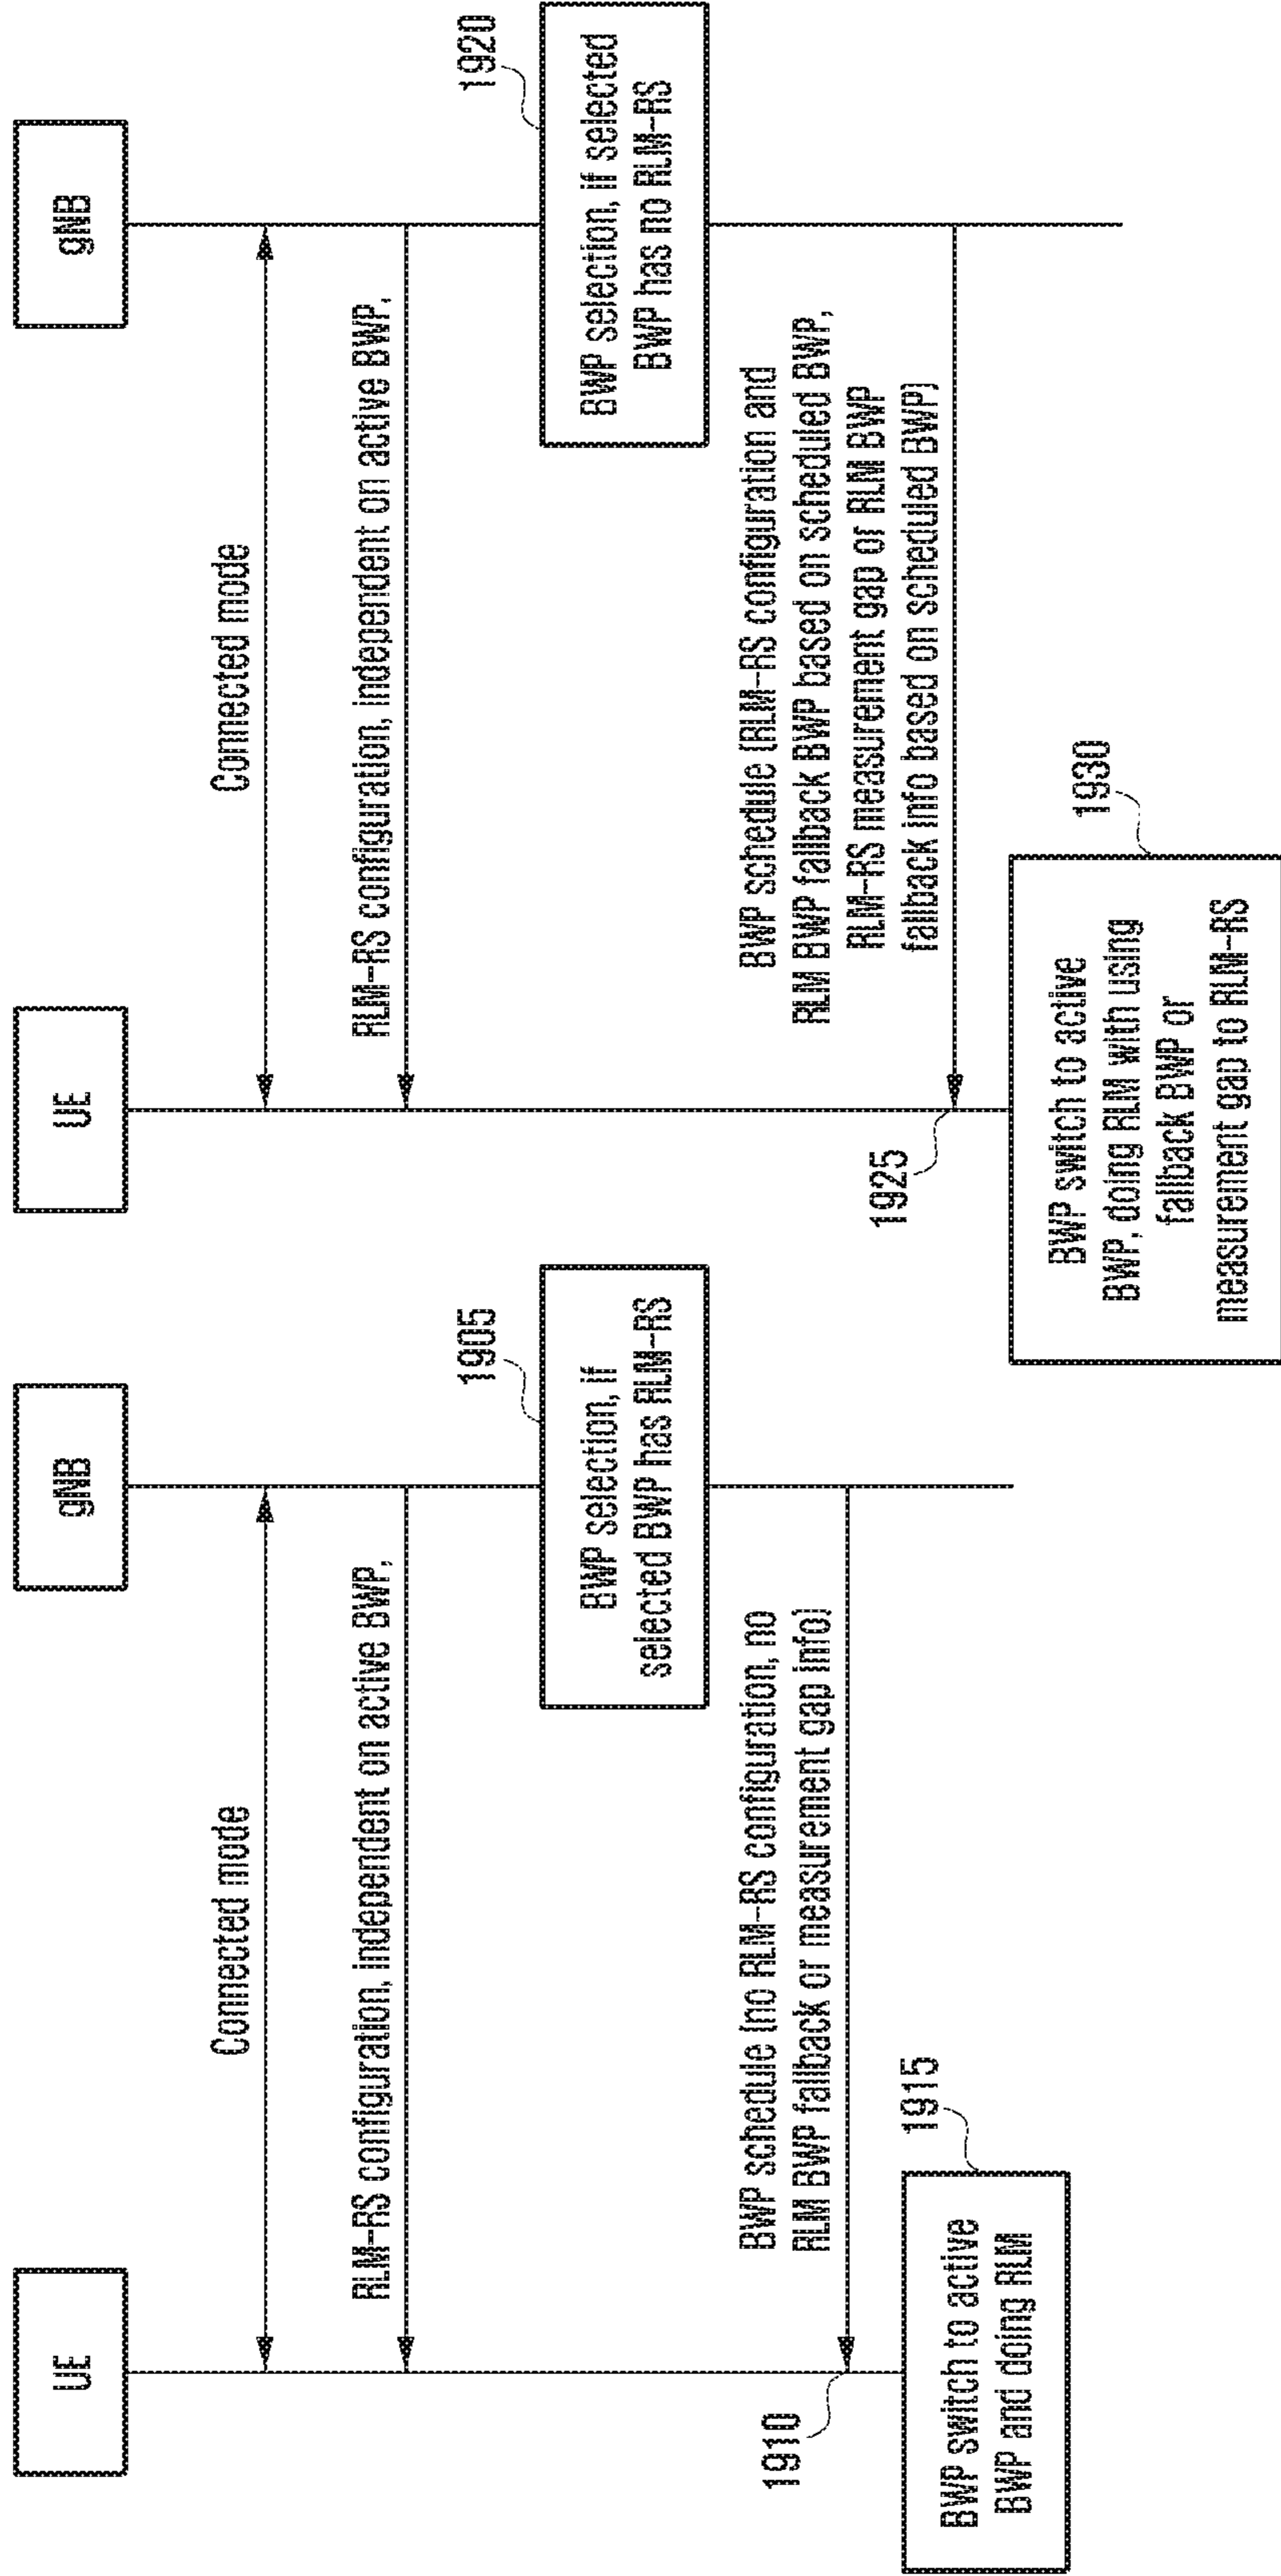 UE
gNB
Connected mode
RLM-RS configuration, independent on active BWP,
1905
BWP selection, if
selected BWP has RLM-RS
BWP schedule (no RLM-RS configuration, no
RLM BWP fallback or measurement gap info)
1910
1915
BWP switch to active
BWP and doing RLM
UE
gNB
Connected mode
RLM-RS configuration, independent on active BWP,
1920
BWP selection, if selected
BWP has no RLM-RS
BWP schedule (RLM-RS configuration and
RLM BWP fallback BWP based on scheduled BWP,
RLM-RS measurement gap or RLM BWP
fallback info based on scheduled BWP)
1925
1930
BWP switch to active
BWP, doing RLM with using
fallback BWP or
measurement gap to RLM-RS